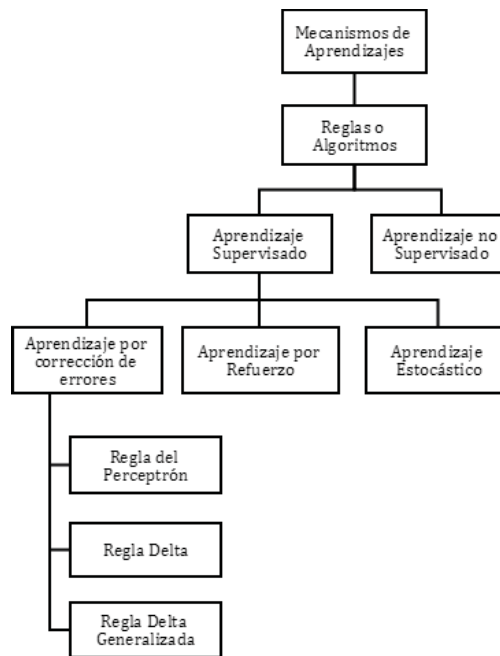 Mecanismos de
Aprendizajes
Reglas o
Algoritmos
Aprendizaje
Supervisado
Aprendizaje no
Supervisado
Aprendizaje por
corrección de
errores
Aprendizaje por
Refuerzo
Aprendizaje
Estocástico
Regla del
Perceptrón
Regla Delta
Regla Delta
Generalizada